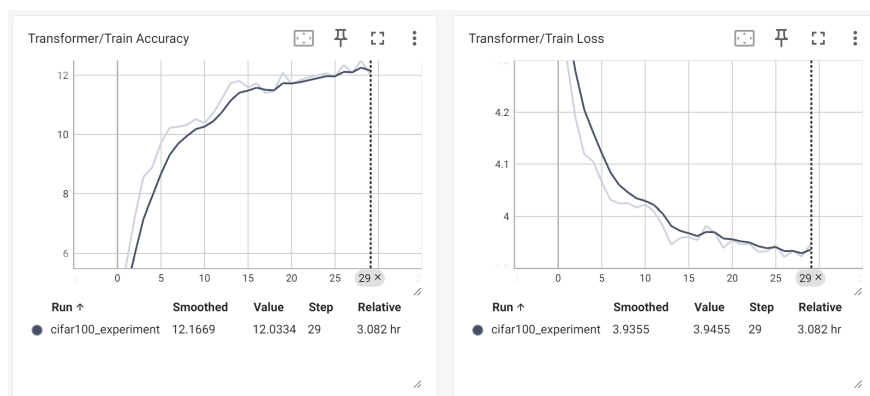 Transformer/Train Accuracy
12
10
8
6
0 5 10 15 20 25 29 ×
Run ↑ Smoothed Value Step Relative
cifar100_experiment 12.1669 12.0334 29 3.082 hr
Transformer/Train Loss
4.2
4.1
4
0 5 10 15 20 25 29 ×
Run ↑ Smoothed Value Step Relative
cifar100_experiment 3.9355 3.9455 29 3.082 hr